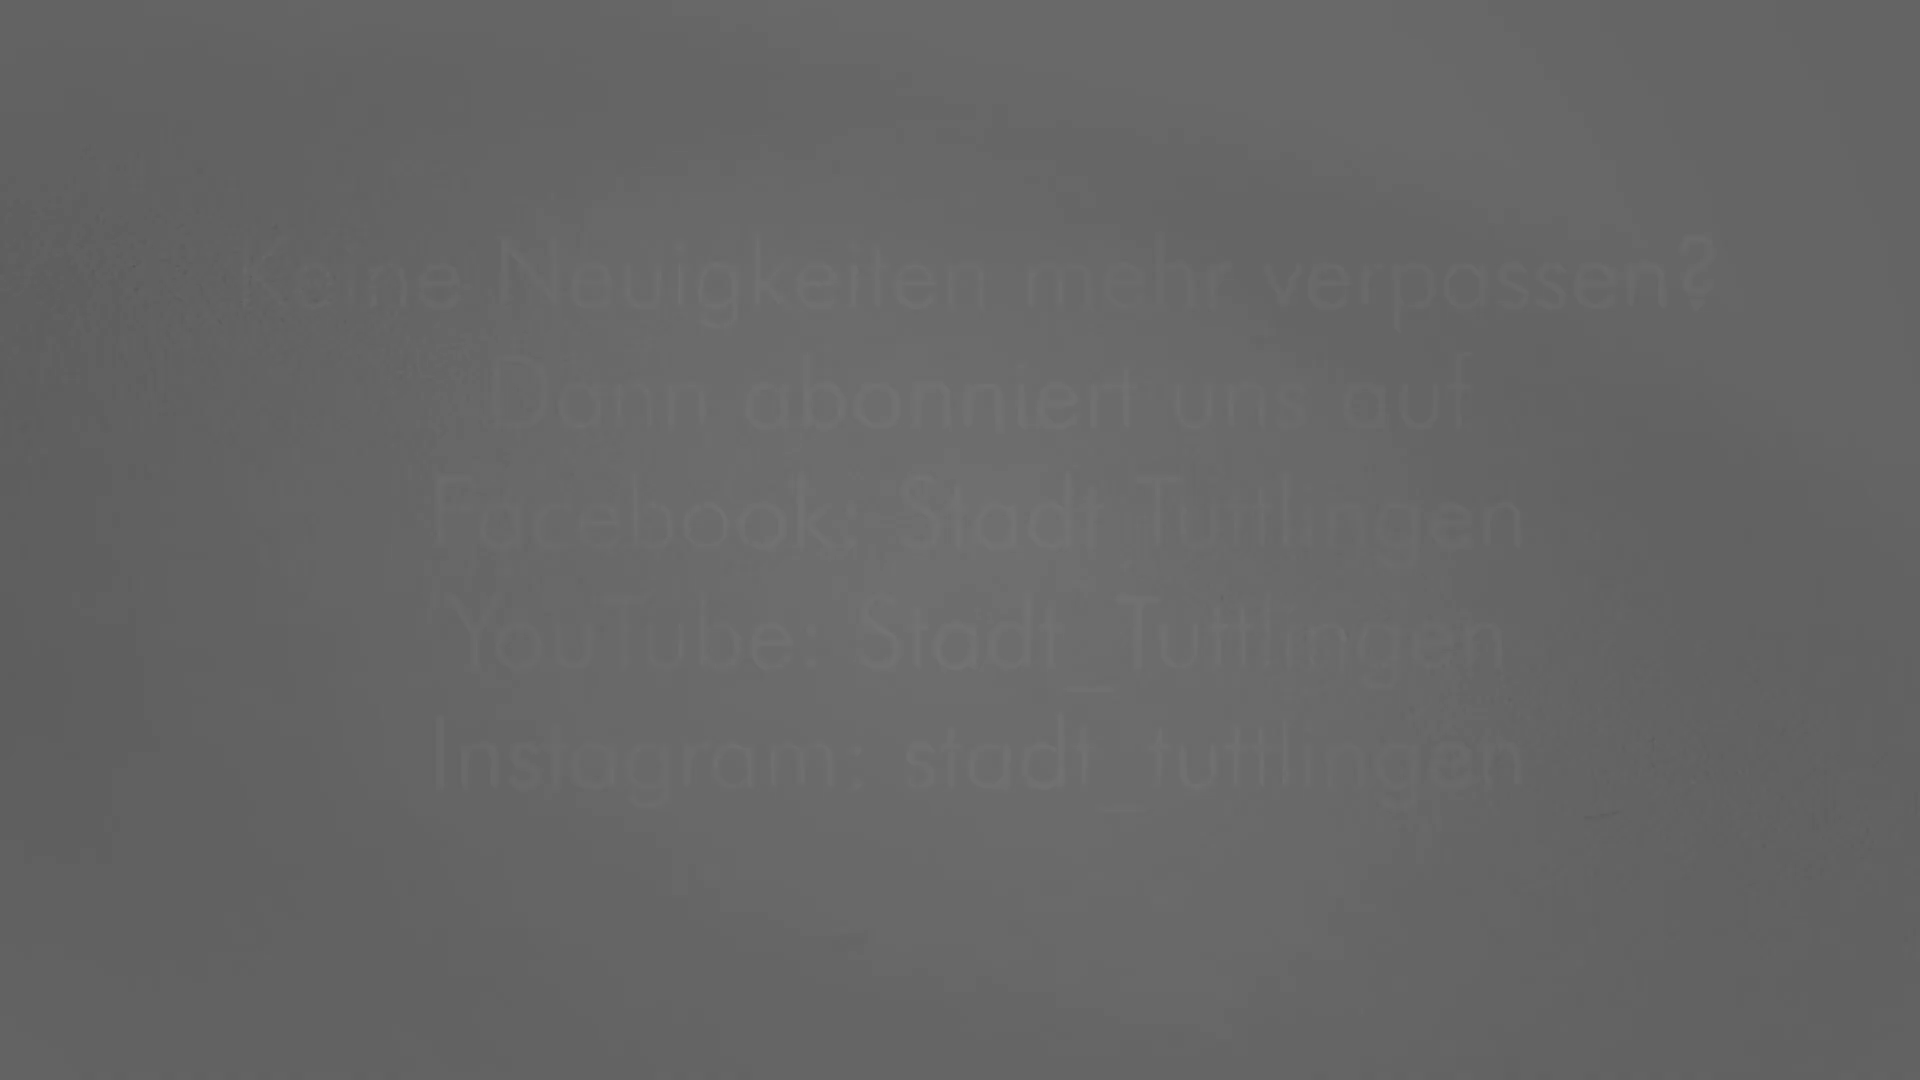 Keine Neuigkeiten mehr verpassen?
Dann abonniert uns auf
Facebook: Stadt Tuttlingen
YouTube: Stadt_Tuttlingen
Instagram: stadt_tuttlingen